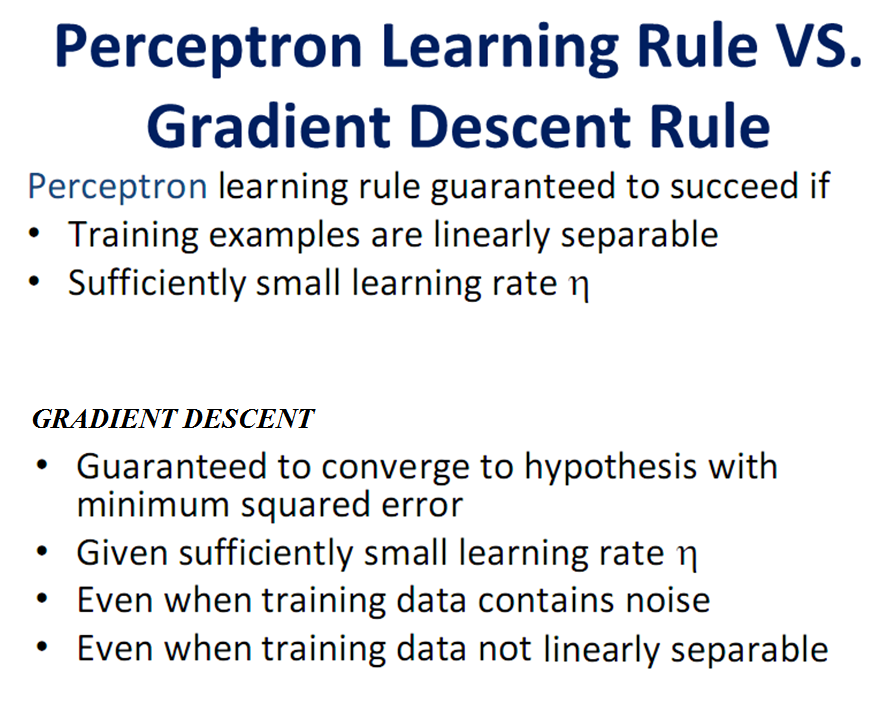 Perceptron Learning Rule VS.
Gradient Descent Rule
Perceptron learning rule guaranteed to succeed if
• Training examples are linearly separable
• Sufficiently small learning rate η
GRADIENT DESCENT
• Guaranteed to converge to hypothesis with
minimum squared error
• Given sufficiently small learning rate η
• Even when training data contains noise
• Even when training data not linearly separable